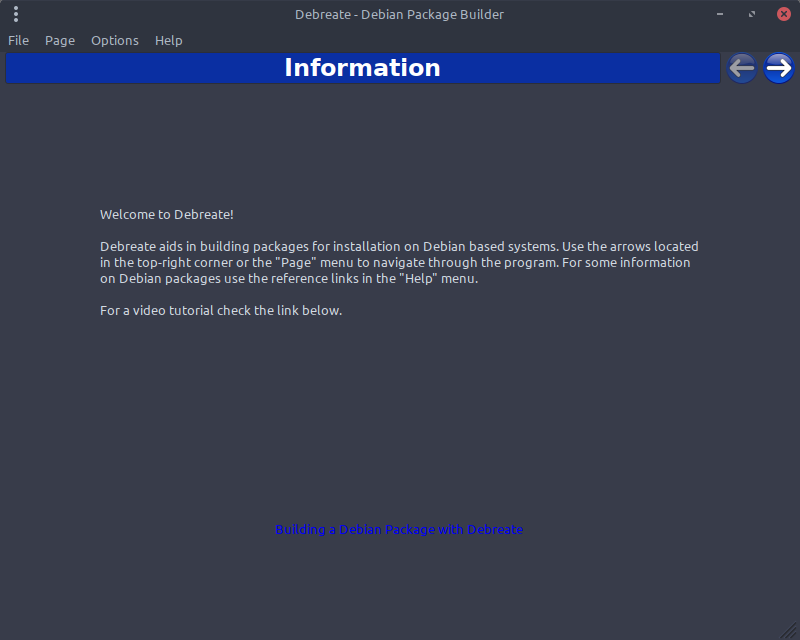 Debreate - Debian Package Builder
File Page Options Help
Information
Welcome to Debreate!
Debreate aids in building packages for installation on Debian based systems. Use the arrows located
in the top-right corner or the "Page" menu to navigate through the program. For some information
on Debian packages use the reference links in the "Help" menu.
For a video tutorial check the link below.
Building a Debian Package with Debreate